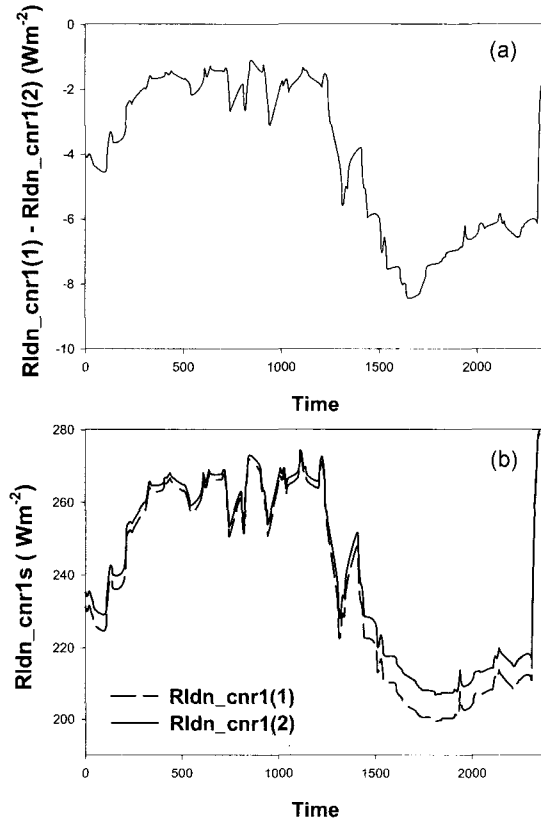 (a)
Rldn_cnr1(1) - Rldn_cnr1(2) (Wm-2)
0
-2
-4
-6
-8
-10
0 500 1000 1500 2000
Time
(b)
Rldn_cnr1s ( Wm-2)
280
260
240
220
200
Rldn_cnr1(1)
Rldn_cnr1(2)
0 500 1000 1500 2000
Time